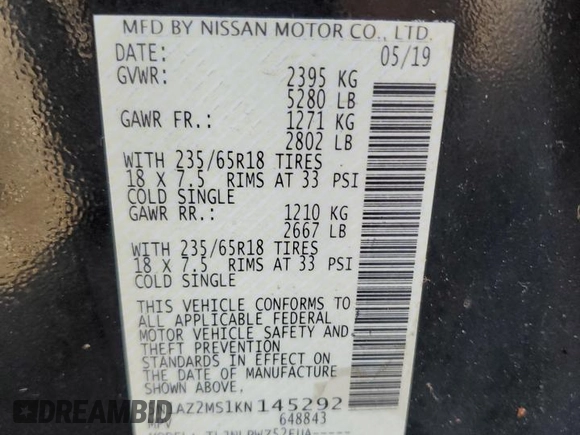 MFD BY NISSAN MOTOR CO., LTD.
DATE: 05/19
GVWR: 2395 KG
5280 LB
GAWR FR.: 1271 KG
2802 LB
WITH 235/65R18 TIRES
18 X 7.5 RIMS AT 33 PSI
COLD SINGLE
GAWR RR.: 1210 KG
2667 LB
WITH 235/65R18 TIRES
18 X 7.5 RIMS AT 33 PSI
COLD SINGLE
THIS VEHICLE CONFORMS TO
ALL APPLICABLE FEDERAL
MOTOR VEHICLE SAFETY AND
THEFT PREVENTION
STANDARDS IN EFFECT ON
THE DATE OF MANUFACTURE
SHOWN ABOVE.
AZ2MS1KN 145292
MPV 648843